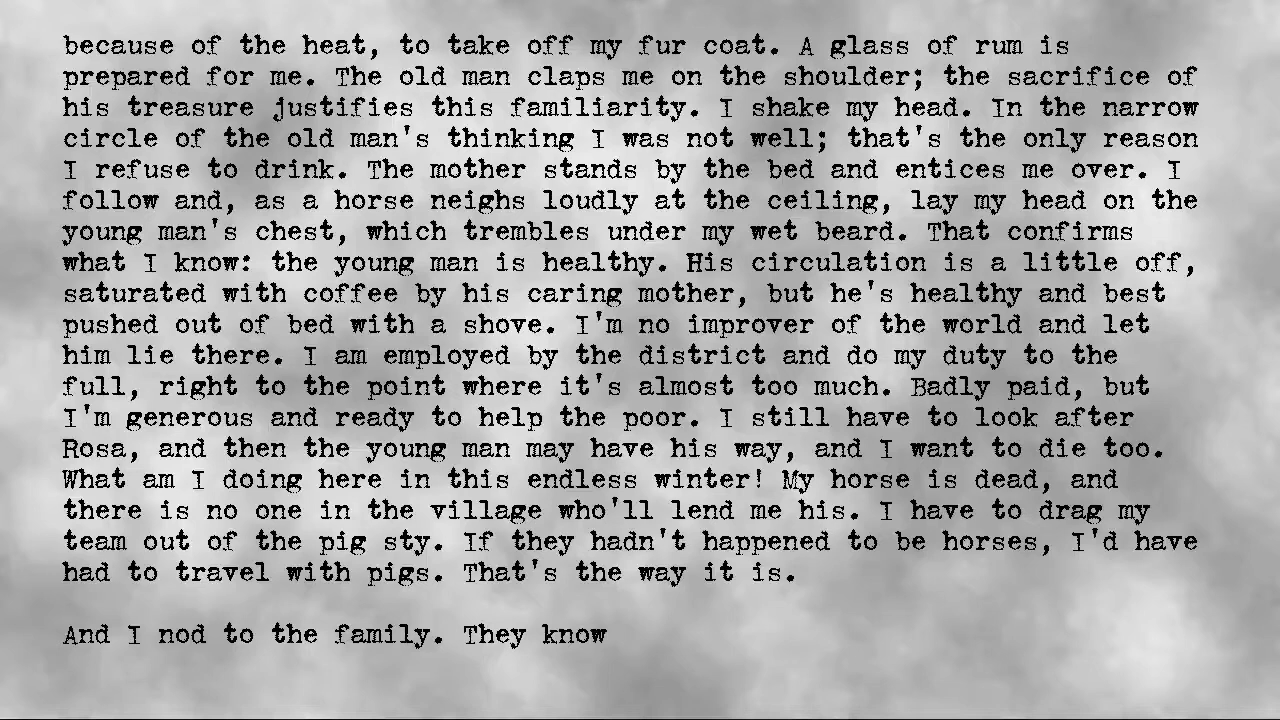 because of the heat, to take off my fur coat. A glass of rum is
prepared for me. The old man claps me on the shoulder; the sacrifice of
his treasure justifies this familiarity. I shake my head. In the narrow
circle of the old man's thinking I was not well; that's the only reason
I refuse to drink. The mother stands by the bed and entices me over. I
follow and, as a horse neighs loudly at the ceiling, lay my head on the
young man's chest, which trembles under my wet beard. That confirms
what I know: the young man is healthy. His circulation is a little off,
saturated with coffee by his caring mother, but he's healthy and best
pushed out of bed with a shove. I'm no improver of the world and let
him lie there. I am employed by the district and do my duty to the
full, right to the point where it's almost too much. Badly paid, but
I'm generous and ready to help the poor. I still have to look after
Rosa, and then the young man may have his way, and I want to die too.
What am I doing here in this endless winter! My horse is dead, and
there is no one in the village who'll lend me his. I have to drag my
team out of the pig sty. If they hadn't happened to be horses, I'd have
had to travel with pigs. That's the way it is.
And I nod to the family. They know